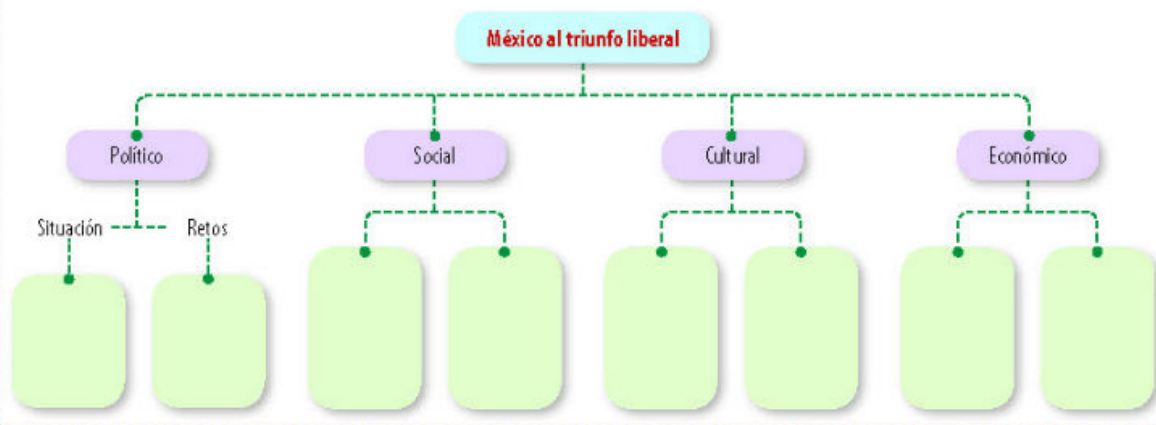 México al triunfo liberal
Político
Social
Cultural
Económico
Situación
Retos